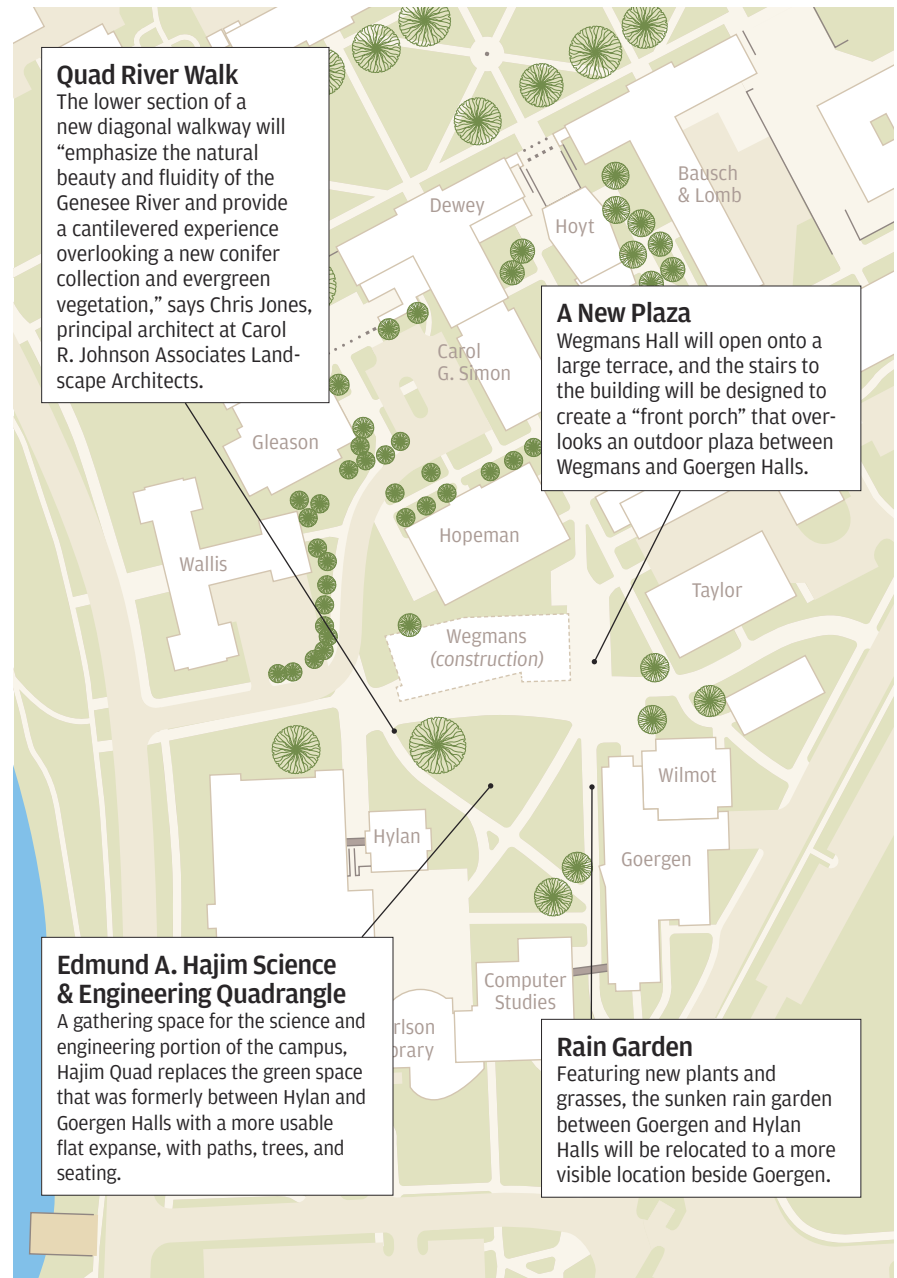 Quad River Walk
The lower section of a
new diagonal walkway will
“emphasize the natural
beauty and fluidity of the
Genesee River and provide
a cantilevered experience
overlooking a new conifer
collection and evergreen
vegetation,” says Chris Jones,
principal architect at Carol
R. Johnson Associates Land-
scape Architects.
Dewey
Hoyt
Bausch
& Lomb
A New Plaza
Wegmans Hall will open onto a
large terrace, and the stairs to
the building will be designed to
create a “front porch” that over-
looks an outdoor plaza between
Wegmans and Goergen Halls.
Carol
G. Simon
Gleason
Wallis
Hopeman
Taylor
Wegmans
(construction)
Wilmot
Hylan
Goergen
Computer
Studies
rlson
brary
Edmund A. Hajim Science
& Engineering Quadrangle
A gathering space for the science and
engineering portion of the campus,
Hajim Quad replaces the green space
that was formerly between Hylan and
Goergen Halls with a more usable
flat expanse, with paths, trees, and
seating.
Rain Garden
Featuring new plants and
grasses, the sunken rain garden
between Goergen and Hylan
Halls will be relocated to a more
visible location beside Goergen.